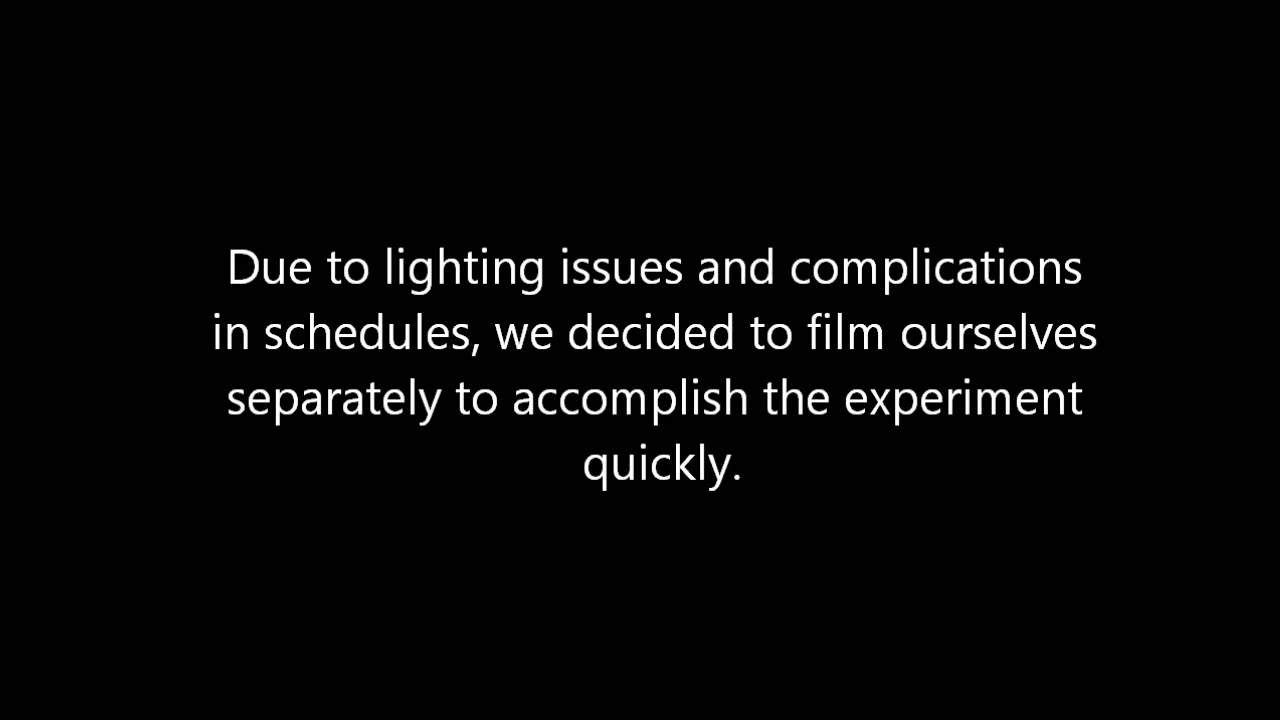 Due to lighting issues and complications
in schedules, we decided to film ourselves
separately to accomplish the experiment
quickly.